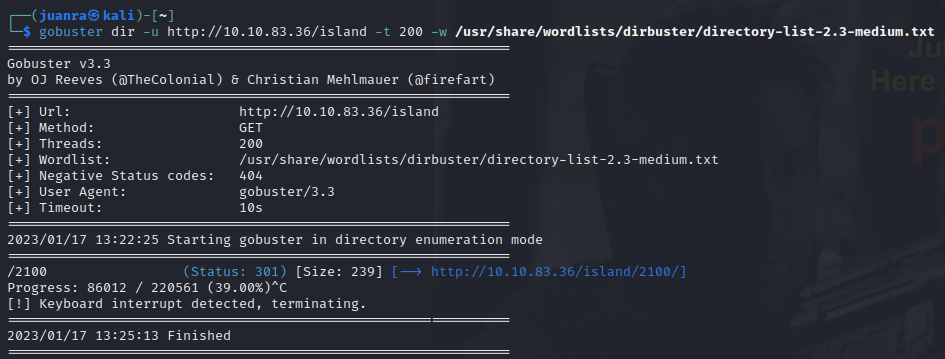 ┌──(juanra㉿kali)-[~]
└─$ gobuster dir -u http://10.10.83.36/island -t 200 -w /usr/share/wordlists/dirbuster/directory-list-2.3-medium.txt
===============================================================
Gobuster v3.3
by OJ Reeves (@TheColonial) & Christian Mehlmauer (@firefart)
===============================================================
[+] Url:                     http://10.10.83.36/island
[+] Method:                  GET
[+] Threads:                 200
[+] Wordlist:                /usr/share/wordlists/dirbuster/directory-list-2.3-medium.txt
[+] Negative Status codes:   404
[+] User Agent:              gobuster/3.3
[+] Timeout:                 10s
===============================================================
2023/01/17 13:22:25 Starting gobuster in directory enumeration mode
===============================================================
/2100                 (Status: 301) [Size: 239] [--> http://10.10.83.36/island/2100/]
Progress: 86012 / 220561 (39.00%)^C
[!] Keyboard interrupt detected, terminating.
===============================================================
2023/01/17 13:25:13 Finished
===============================================================
Here